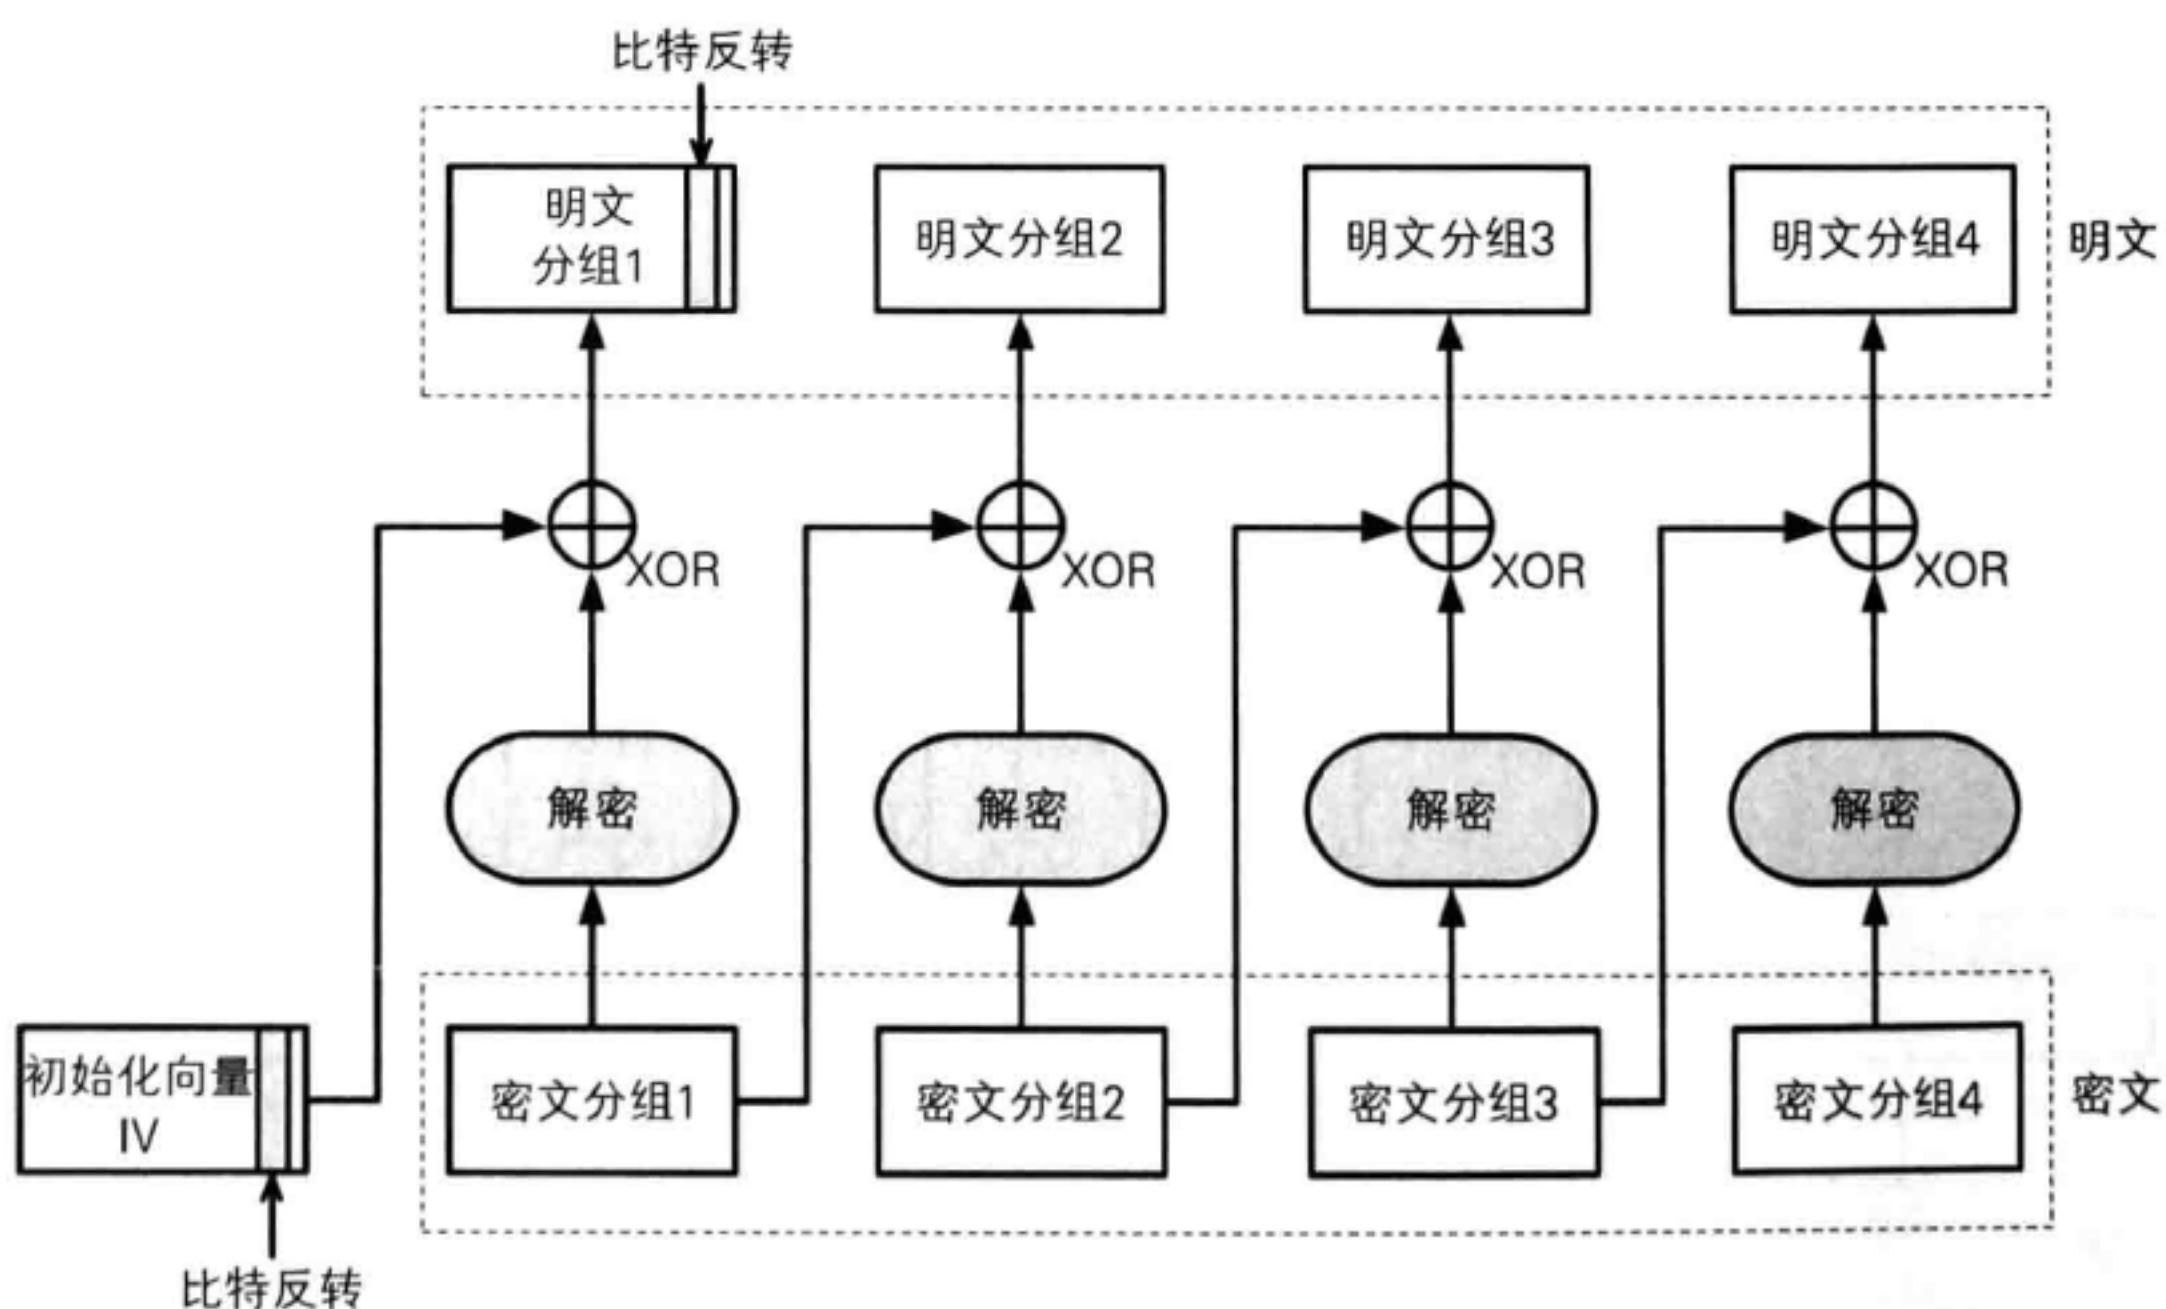 比特反转
明文
分组1
明文分组2
明文分组3
明文分组4
明文
XOR
XOR
XOR
XOR
解密
解密
解密
解密
初始化向量
IV
密文分组1
密文分组2
密文分组3
密文分组4
密文
比特反转